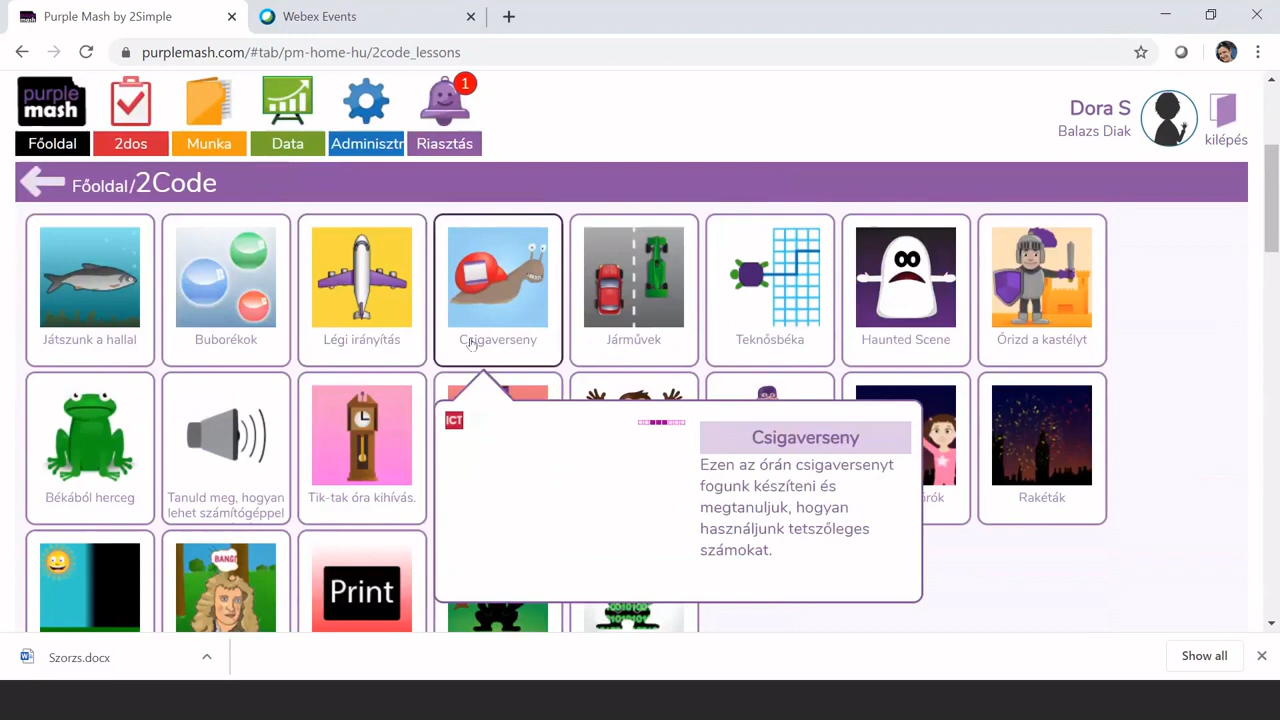 Purple Mash by 2Simple
Webex Events
purplemash.com/#tab/pm-home-hu/2code_lessons
purple
mash
1
Főoldal
2dos
Munka
Data
Adminisztr
Riasztás
Dora S
Balazs Diak
kilépés
Főoldal/2Code
Játszunk a hallal
Buborékok
Légi irányítás
Csigaverseny
Járművek
Teknősbéka
Haunted Scene
Őrizd a kastélyt
Békából herceg
Tanuld meg, hogyan
lehet számítógéppel
Tik-tak óra kihívás.
Rakéták
ICT
Csigaverseny
Ezen az órán csigaversenyt
fogunk készíteni és
megtanuljuk, hogyan
használjunk tetszőleges
számokat.
BANG!
Print
Szorzs.docx
Show all